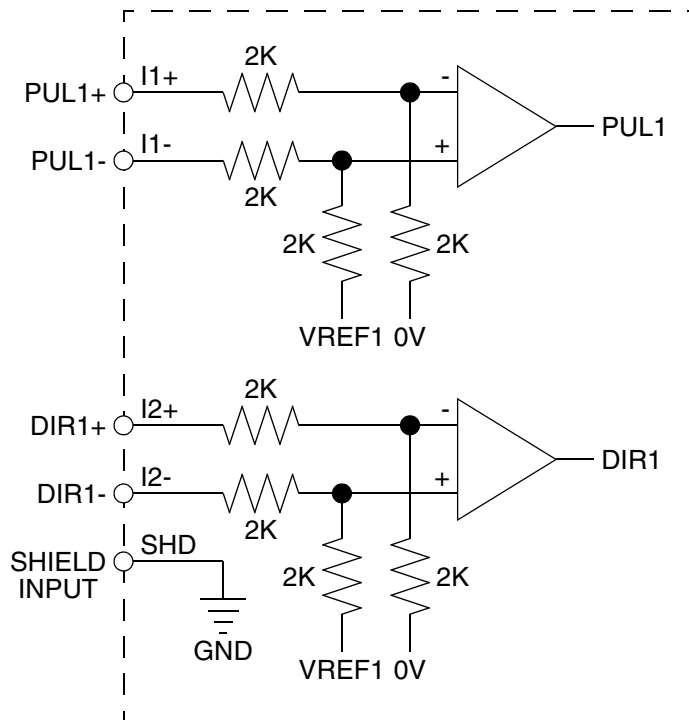 2K
PUL1+ I1+ -
PUL1
PUL1- I1- +
2K
2K 2K
VREF1 0V
2K
DIR1+ I2+ -
DIR1
DIR1- I2- +
2K
SHIELD INPUT SHD
2K 2K
GND
VREF1 0V